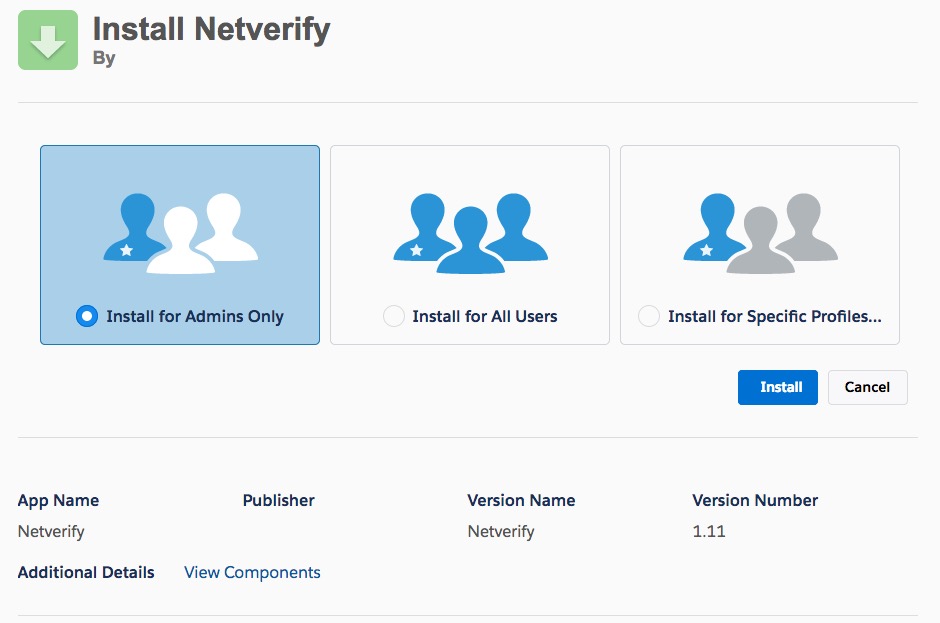 Install Netverify
By
Install for Admins Only
Install for All Users
Install for Specific Profiles...
Install
Cancel
App Name
Publisher
Version Name
Version Number
Netverify
Netverify
1.11
Additional Details
View Components